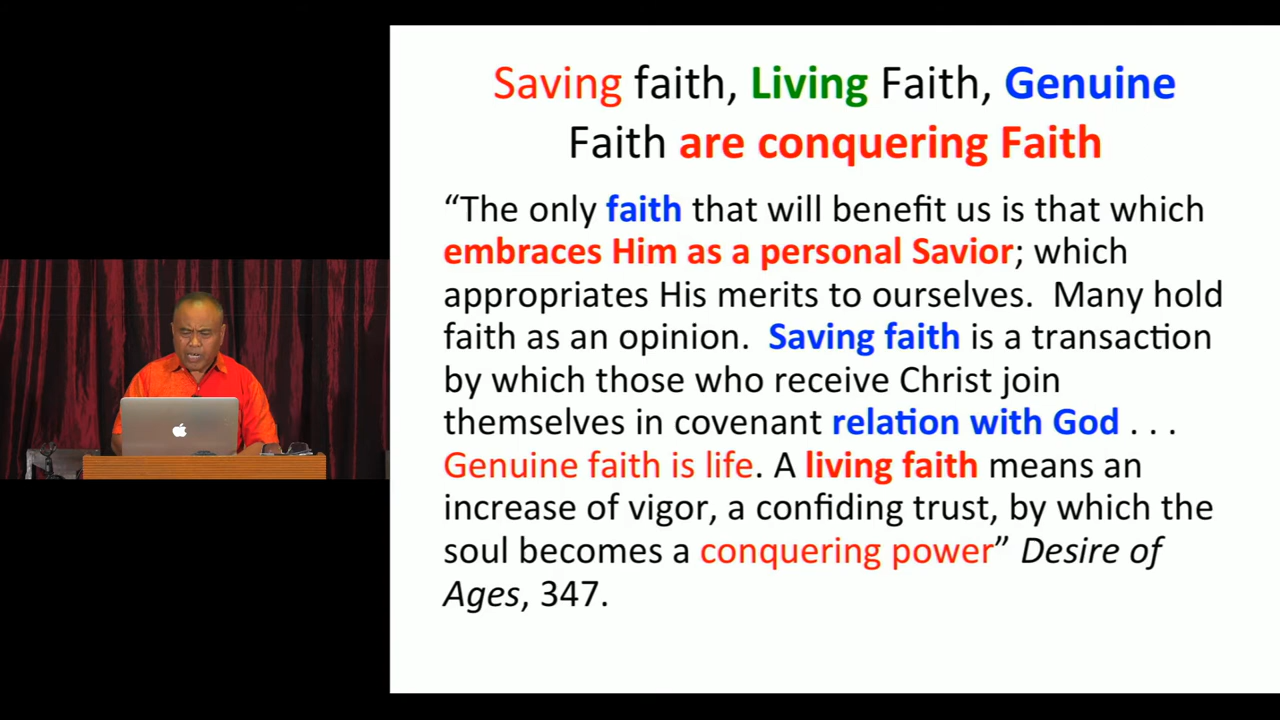 Saving faith, Living Faith, Genuine
Faith are conquering Faith
“The only faith that will benefit us is that which
embraces Him as a personal Savior; which
appropriates His merits to ourselves.  Many hold
faith as an opinion.  Saving faith is a transaction
by which those who receive Christ join
themselves in covenant relation with God . . .
Genuine faith is life. A living faith means an
increase of vigor, a confiding trust, by which the
soul becomes a conquering power” Desire of
Ages, 347.